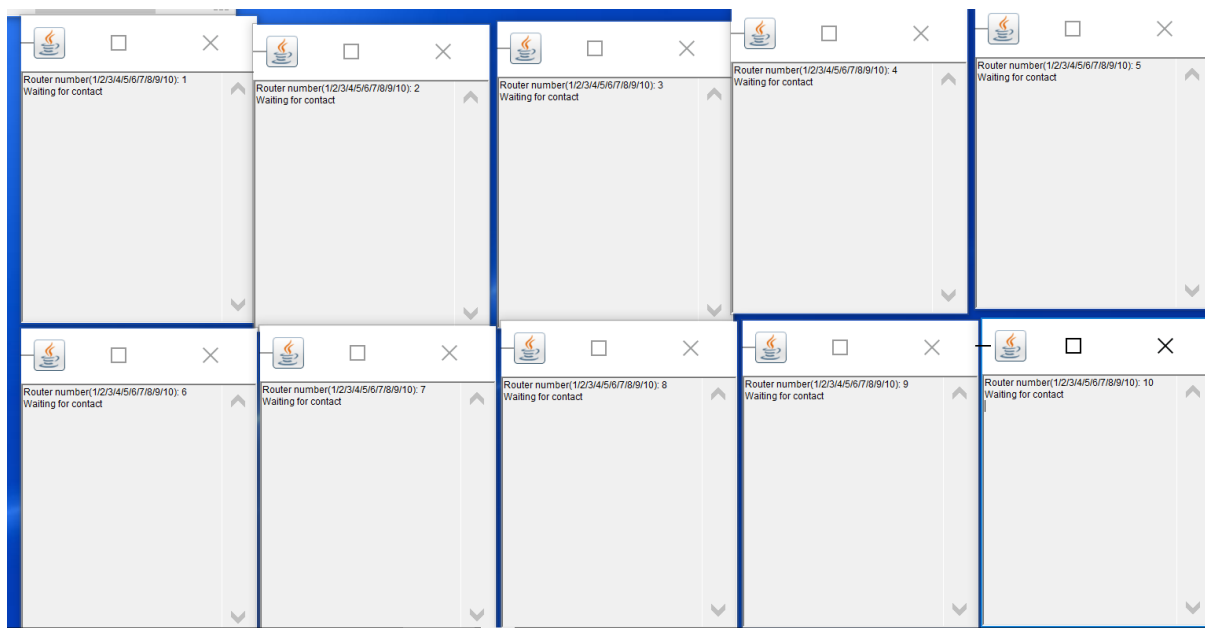 Router number(1/2/3/4/5/6/7/8/9/10): 1
Waiting for contact
Router number(1/2/3/4/5/6/7/8/9/10): 2
Waiting for contact
Router number(1/2/3/4/5/6/7/8/9/10): 3
Waiting for contact
Router number(1/2/3/4/5/6/7/8/9/10): 4
Waiting for contact
Router number(1/2/3/4/5/6/7/8/9/10): 5
Waiting for contact
Router number(1/2/3/4/5/6/7/8/9/10): 6
Waiting for contact
Router number(1/2/3/4/5/6/7/8/9/10): 7
Waiting for contact
Router number(1/2/3/4/5/6/7/8/9/10): 8
Waiting for contact
Router number(1/2/3/4/5/6/7/8/9/10): 9
Waiting for contact
Router number(1/2/3/4/5/6/7/8/9/10): 10
Waiting for contact